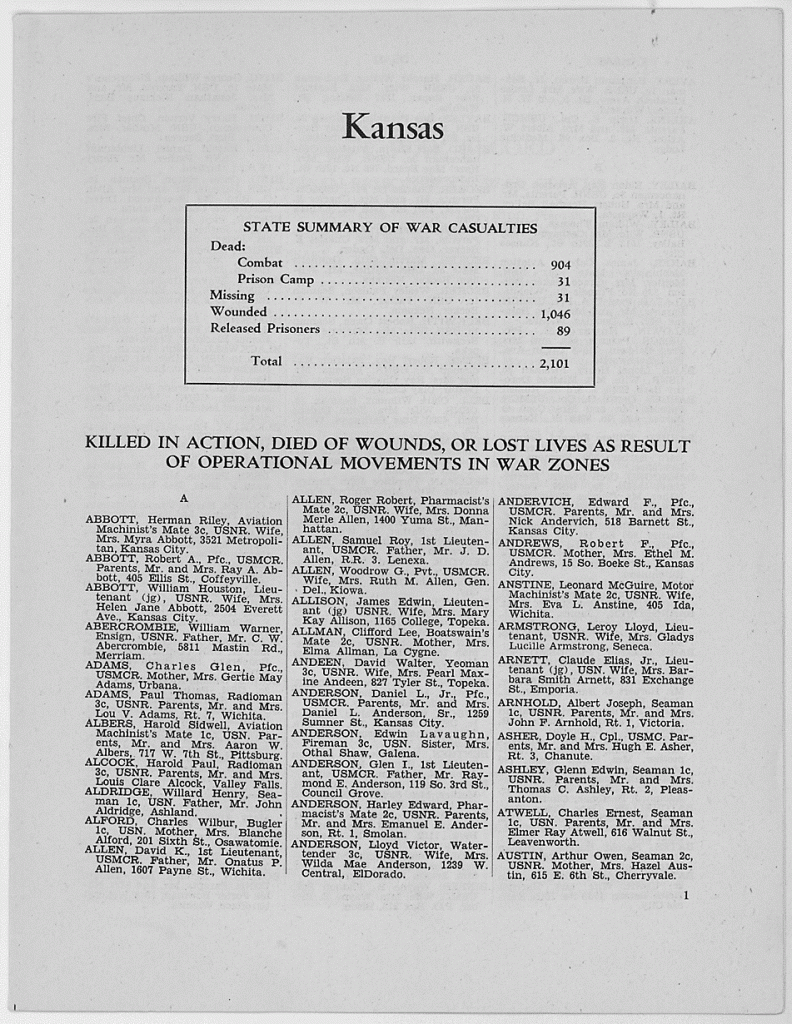 Kansas
STATE SUMMARY OF WAR CASUALTIES
Dead:
Combat .................................... 904
Prison Camp ................................ 31
Missing ........................................ 31
Wounded ....................................... 1,046
Released Prisoners ............................... 89
Total .................................... 2,101
KILLED IN ACTION, DIED OF WOUNDS, OR LOST LIVES AS RESULT
OF OPERATIONAL MOVEMENTS IN WAR ZONES
A
ABBOTT, Herman Riley, Aviation
Machinist's Mate 3c, USNR. Wife,
Mrs. Myra Abbott, 3521 Metropoli-
tan, Kansas City.
ABBOTT, Robert A., Pfc., USMCR.
Parents, Mr. and Mrs. Ray A. Ab-
bott, 405 Ellis St., Coffeyville.
ABBOTT, William Houston, Lieu-
tenant (jg), USNR. Wife, Mrs.
Helen Jane Abbott, 2504 Everett
Ave., Kansas City.
ABERCROMBIE, William Warner,
Ensign, USNR. Father, Mr. C. W.
Abercrombie, 5811 Mastin Rd.,
Merriam.
ADAMS, Charles Glen, Pfc.,
USMCR. Mother, Mrs. Gertie May
Adams, Urbana.
ADAMS, Paul Thomas, Radioman
3c, USNR. Parents, Mr. and Mrs.
Lou V. Adams, Rt. 7, Wichita.
ALBERS, Harold Sidwell, Aviation
Machinist's Mate 1c, USN. Par-
ents, Mr. and Mrs. Aaron W.
Albers, 717 W. 7th St., Pittsburg.
ALCOCK, Harold Paul, Radioman
3c, USNR. Parents, Mr. and Mrs.
Louis Clare Alcock, Valley Falls.
ALDRIDGE, Willard Henry, Sea-
man 1c, USN. Father, Mr. John
Aldridge, Ashland.
ALFORD, Charles Wilbur, Bugler
1c, USN. Mother, Mrs. Blanche
Alford, 201 Sixth St., Osawatomie.
ALLEN, David K., 1st Lieutenant,
USMCR. Father, Mr. Onatus P.
Allen, 1607 Payne St., Wichita.
ALLEN, Roger Robert, Pharmacist's
Mate 2c, USNR. Wife, Mrs. Donna
Merle Allen, 1400 Yuma St., Man-
hattan.
ALLEN, Samuel Roy, 1st Lieuten-
ant, USMCR. Father, Mr. J. D.
Allen, R.R. 3. Lenexa.
ALLEN, Woodrow G., Pvt., USMCR.
Wife, Mrs. Ruth M. Allen, Gen.
Del., Kiowa.
ALLISON, James Edwin, Lieuten-
ant (jg) USNR. Wife, Mrs. Mary
Kay Allison, 1165 College, Topeka.
ALLMAN, Clifford Lee, Boatswain's
Mate 2c, USNR. Mother, Mrs.
Elma Allman, La Cygne.
ANDEEN, David Walter, Yeoman
3c, USNR. Wife, Mrs. Pearl Max-
ine Andeen, 827 Tyler St., Topeka.
ANDERSON, Daniel L., Jr., Pfc.,
USMCR. Parents, Mr. and Mrs.
Daniel L. Anderson, Sr., 1259
Sumner St., Kansas City.
ANDERSON, Edwin Lavaughn,
Fireman 3c, USN. Sister, Mrs.
Othal Shaw, Galena.
ANDERSON, Glen I., 1st Lieuten-
ant, USMCR. Father, Mr. Ray-
mond E. Anderson, 119 So. 3rd St.,
Council Grove.
ANDERSON, Harley Edward, Phar-
macist's Mate 2c, USNR. Parents,
Mr. and Mrs. Emanuel E. Ander-
son, Rt. 1, Smolan.
ANDERSON, Lloyd Victor, Water-
tender 3c, USNR. Wife, Mrs.
Wilda Mae Anderson, 1239 W.
Central, ElDorado.
ANDERVICH, Edward F., Pfc.,
USMCR. Parents, Mr. and Mrs.
Nick Andervich, 518 Barnett St.,
Kansas City.
ANDREWS, Robert F., Pfc.,
USMCR. Mother, Mrs. Ethel M.
Andrews, 15 So. Boeke St., Kansas
City.
ANSTINE, Leonard McGuire, Motor
Machinist's Mate 2c, USNR. Wife,
Mrs. Eva L. Anstine, 405 Ida,
Wichita.
ARMSTRONG, Leroy Lloyd, Lieu-
tenant, USNR. Wife, Mrs. Gladys
Lucille Armstrong, Seneca.
ARNETT, Claude Elias, Jr., Lieu-
tenant (jg), USN. Wife, Mrs. Bar-
bara Smith Arnett, 831 Exchange
St., Emporia.
ARNHOLD, Albert Joseph, Seaman
1c, USNR. Parents, Mr. and Mrs.
John F. Arnhold, Rt. 1, Victoria.
ASHER, Doyle H., Cpl., USMC. Par-
ents, Mr. and Mrs. Hugh E. Asher,
Rt. 3, Chanute.
ASHLEY, Glenn Edwin, Seaman 1c,
USNR. Parents, Mr. and Mrs.
Thomas C. Ashley, Rt. 2, Pleas-
anton.
ATWELL, Charles Ernest, Seaman
1c, USN. Parents, Mr. and Mrs.
Elmer Ray Atwell, 616 Walnut St.,
Leavenworth.
AUSTIN, Arthur Owen, Seaman 2c,
USNR. Mother, Mrs. Hazel Aus-
tin, 615 E. 6th St., Cherryvale.
1